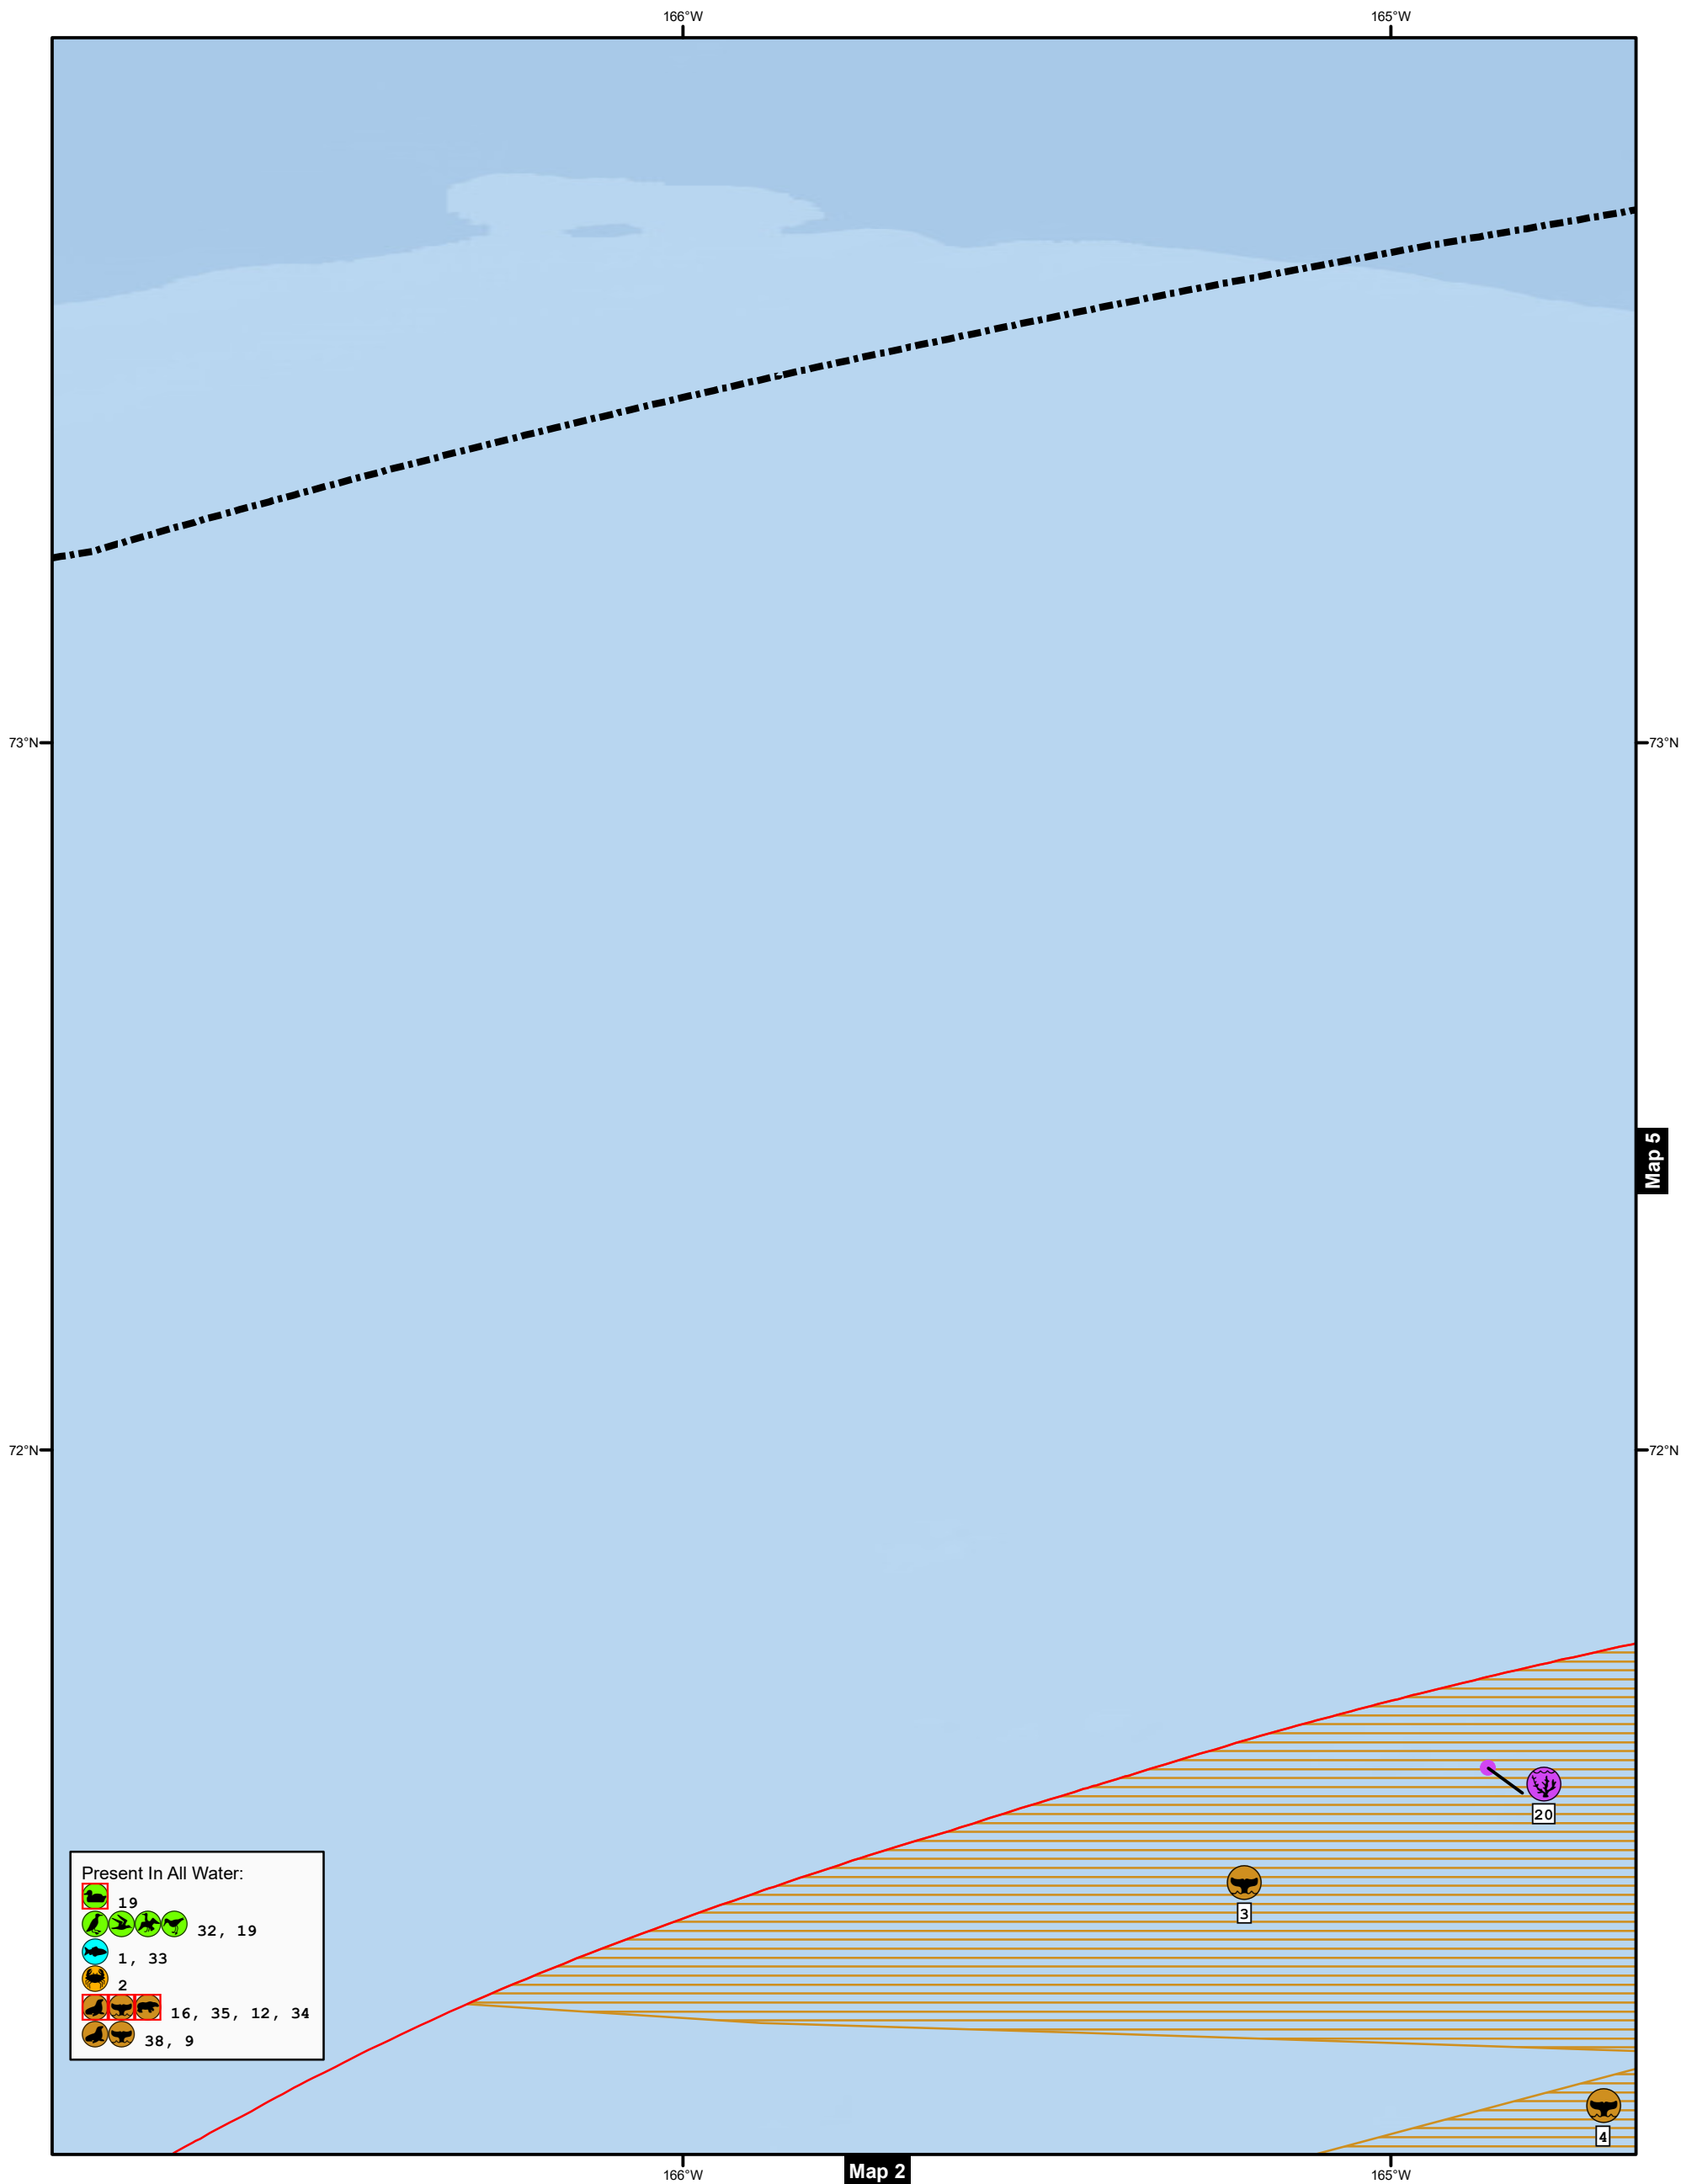 166°W
165°W
73°N
73°N
Map 5
72°N
72°N
20
3
Present In All Water:
19
32, 19
1, 33
2
16, 35, 12, 34
38, 9
4
166°W
Map 2
165°W